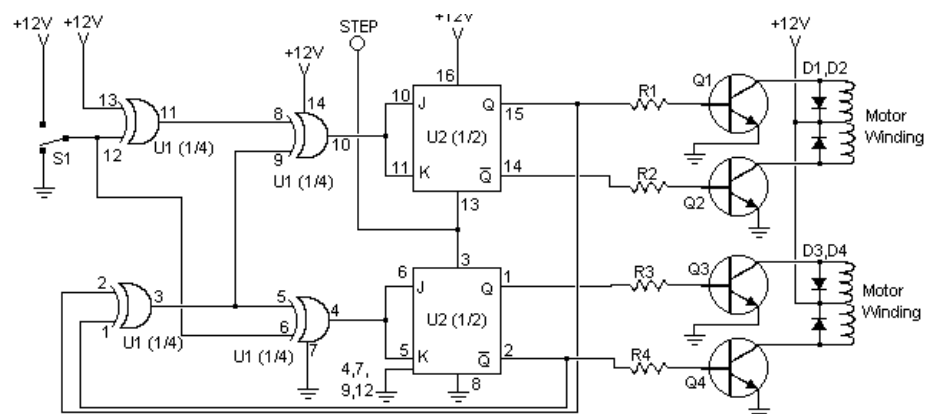 +12V
+12V
STEP
+12V
+12V
+12V
13
11
12
U1 (1/4)
S1
14
8
10
9
U1 (1/4)
16
10
J
Q
15
U2 (1/2)
11
K
Q̅
14
13
R1
Q1
D1,D2
Motor
Winding
R2
Q2
2
3
1
U1 (1/4)
5
4
6
7
U1 (1/4)
3
6
J
Q
1
U2 (1/2)
5
K
Q̅
2
4,7,
9,12
8
R3
Q3
D3,D4
Motor
Winding
R4
Q4